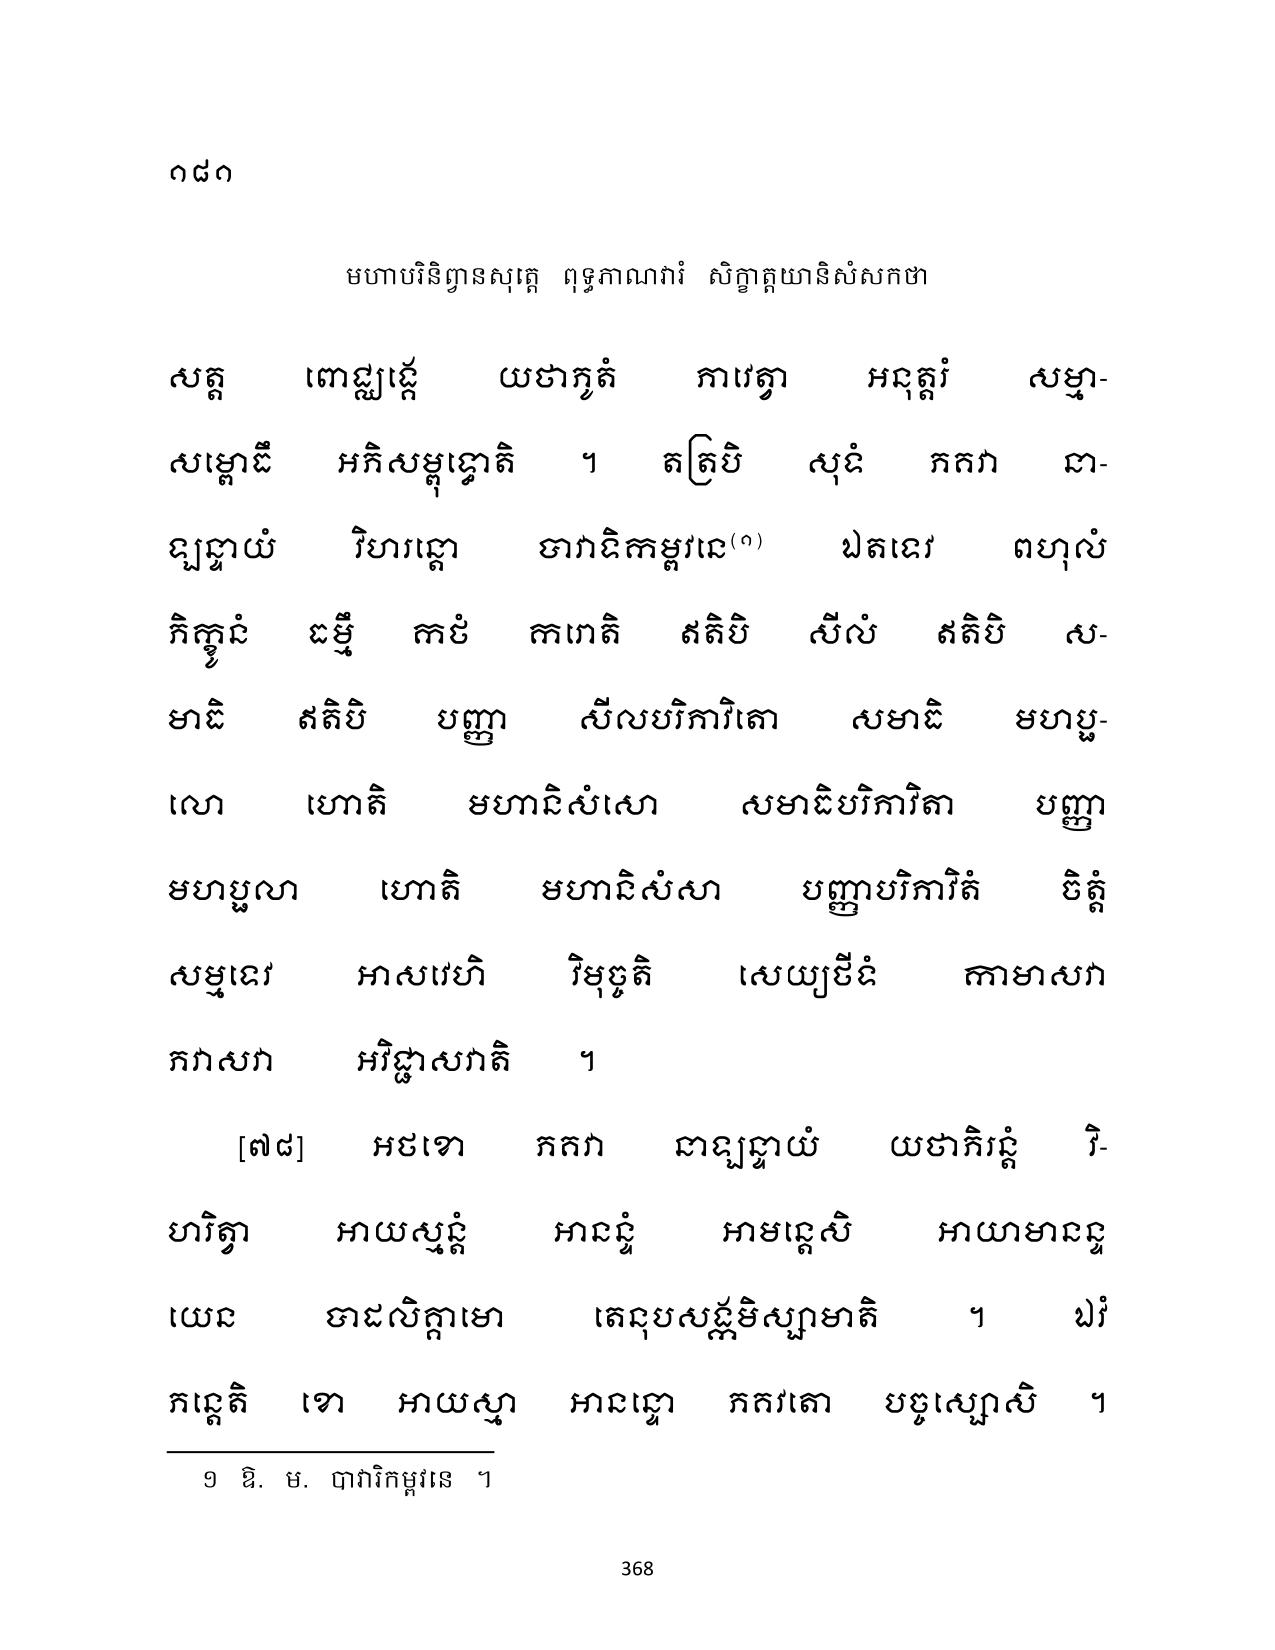 ១៨១
មហាបរិនិព្វានសុត្តេ ពុទ្ធភាណវារំ សិក្ខាត្តយានិសំសកថា
សត្ត ពោជ្ឈង្គេ យថាភូតំ ភាវេត្វា អនុត្តរំ សម្មា-
សម្ពោធឹ អភិសម្ពុទ្ធោតិ ។ តត្របិ សុទំ ភគវា នា-
ឡន្ទាយំ វិហរន្តោ បាវាទិកម្ពវនេ(១) ឯតទេវ ពហុលំ
ភិក្ខូនំ ធម្មឹ កថំ ករោតិ ឥតិបិ សីលំ ឥតិបិ ស-
មាធិ ឥតិបិ បញ្ញា សីលបរិភាវិតោ សមាធិ មហប្ផ-
លោ ហោតិ មហានិសំសោ សមាធិបរិភាវិតា បញ្ញា
មហប្ផលា ហោតិ មហានិសំសា បញ្ញាបរិភាវិតំ ចិត្តំ
សម្មទេវ អាសវេហិ វិមុច្ចតិ សេយ្យថីទំ កាមាសវា
ភវាសវា អវិជ្ជាសវាតិ ។
[៧៨] អថខោ ភគវា នាឡន្ទាយំ យថាភិរន្តំ វិ-
ហរិត្វា អាយស្មន្តំ អានន្ទំ អាមន្តេសិ អាយាមានន្ទ
យេន បាដលិគ្គាមោ តេនុបសង្កមិស្សាមាតិ ។ ឯវំ
ភន្តេតិ ខោ អាយស្មា អានន្ទោ ភគវតោ បច្ចស្សោសិ ។
១ ឱ. ម. បាវារិកម្ពវនេ ។
368